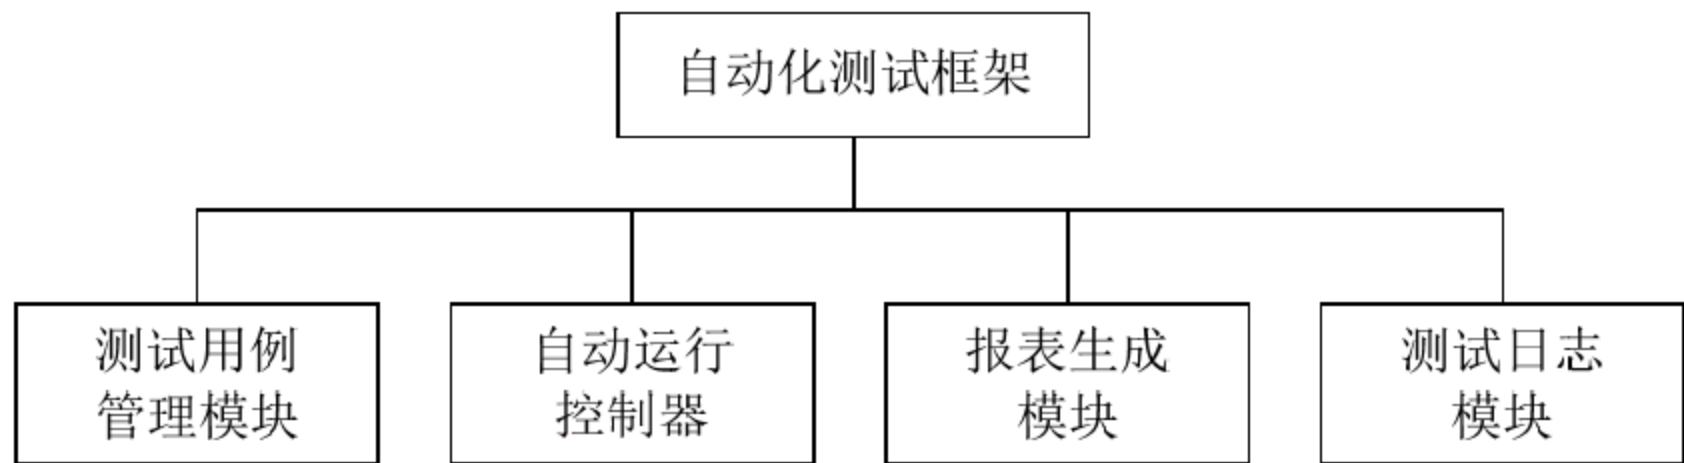 自动化测试框架
测试用例
管理模块
自动运行
控制器
报表生成
模块
测试日志
模块